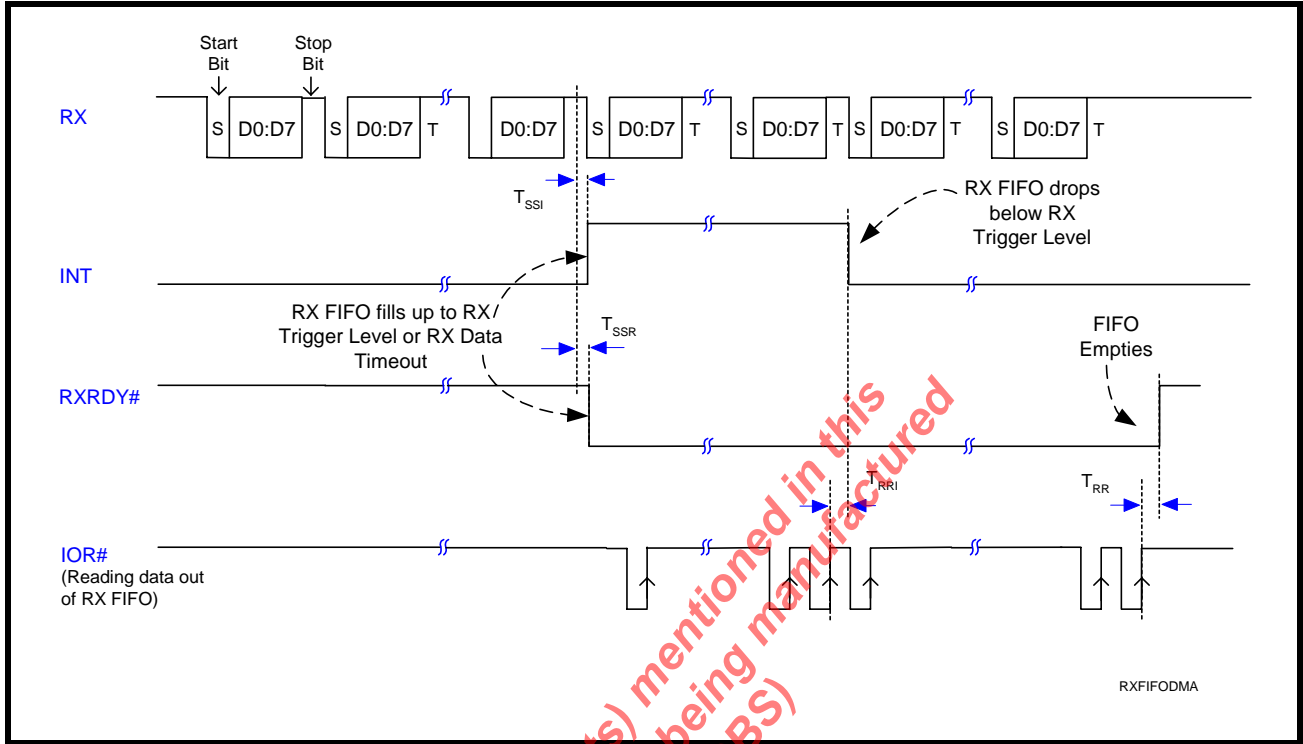 Start
Bit
Stop
Bit
RX
S D0:D7 S D0:D7 T D0:D7 S D0:D7 T S D0:D7 T S D0:D7 T S D0:D7 T
TSSI
RX FIFO drops
below RX
Trigger Level
INT
RX FIFO fills up to RX
Trigger Level or RX Data
Timeout
TSSR
FIFO
Empties
RXRDY#
TRRI
TRR
IOR#
(Reading data out
of RX FIFO)
RXFIFODMA
ts) mentioned in this
being manufactured
BS)